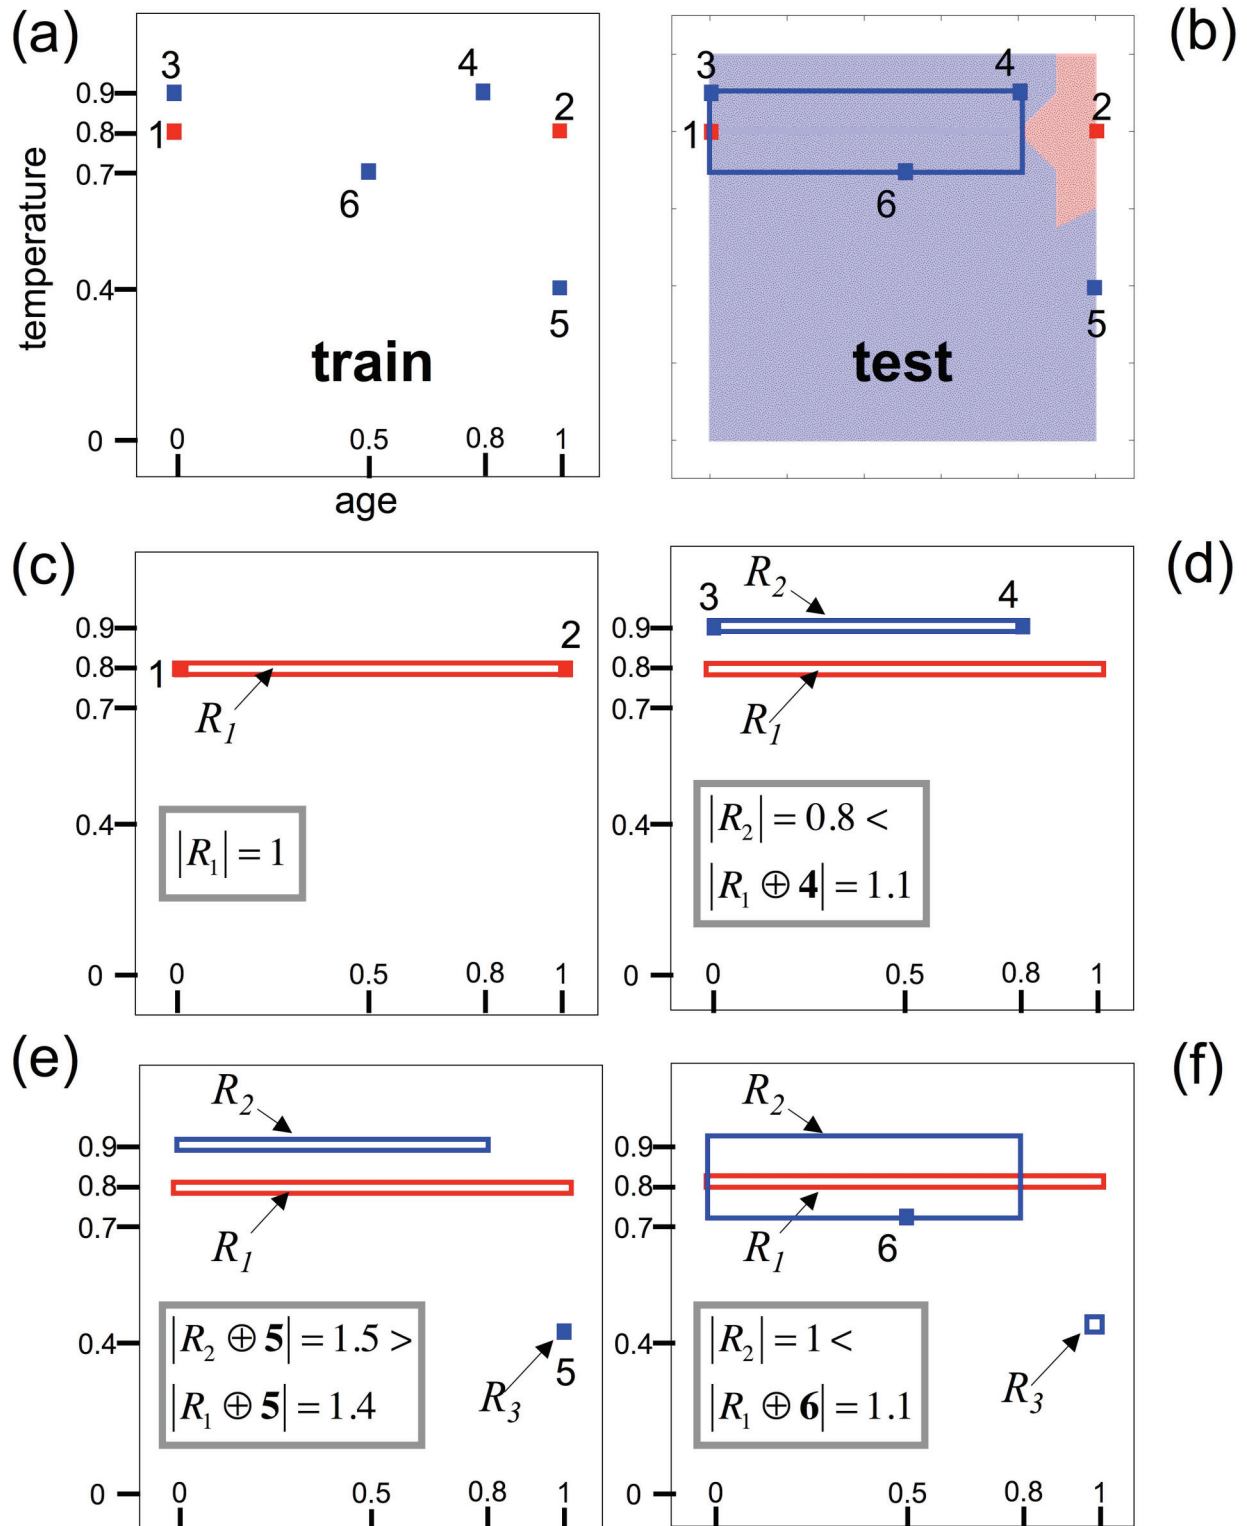 (a)
3
4
0.9
2
0.8
1
0.7
6
temperature
0.4
5
train
0
0
0.5
0.8
1
age
(b)
3
4
2
1
6
5
test
(c)
0.9
2
0.8
1
0.7
R1
0.4
|R1| = 1
0
0
0.5
0.8
1
(d)
R2
3
4
0.9
0.8
0.7
R1
0.4
|R2| = 0.8 <
|R1 ⊕ 4| = 1.1
0
0
0.5
0.8
1
(e)
R2
0.9
0.8
0.7
R1
0.4
|R2 ⊕ 5| = 1.5 >
|R1 ⊕ 5| = 1.4
R3
5
0
0
0.5
0.8
1
(f)
R2
0.9
0.8
0.7
R1
6
0.4
|R2| = 1 <
|R1 ⊕ 6| = 1.1
R3
0
0
0.5
0.8
1